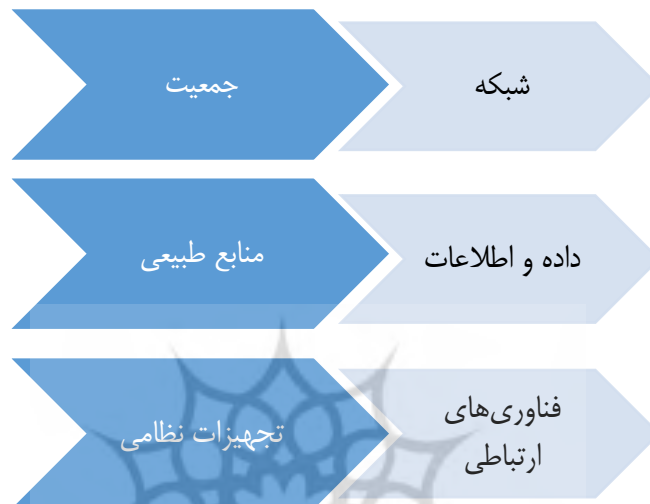 جمعیت
شبکه
منابع طبیعی
داده و اطلاعات
تجهیزات نظامی
فناوری‌های
ارتباطی